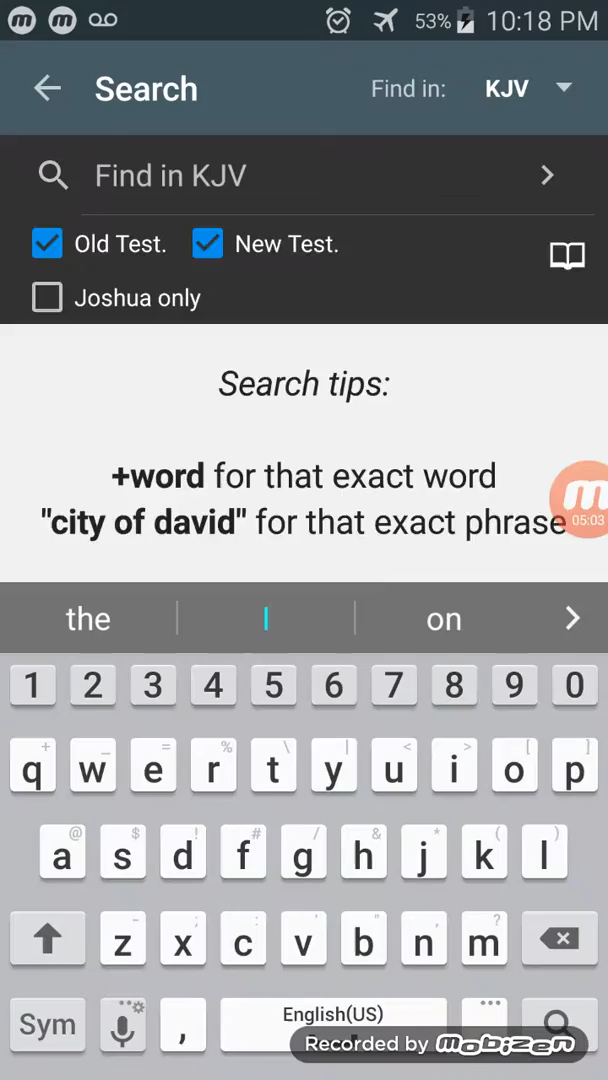 53% 10:18 PM
Search Find in: KJV
Find in KJV
Old Test. New Test.
Joshua only
Search tips:
+word for that exact word
"city of david" for that exact phrase
05:03
the I on
1 2 3 4 5 6 7 8 9 0
q w e r t y u i o p
a s d f g h j k l
z x c v b n m
Sym , English(US)
Recorded by mobizen